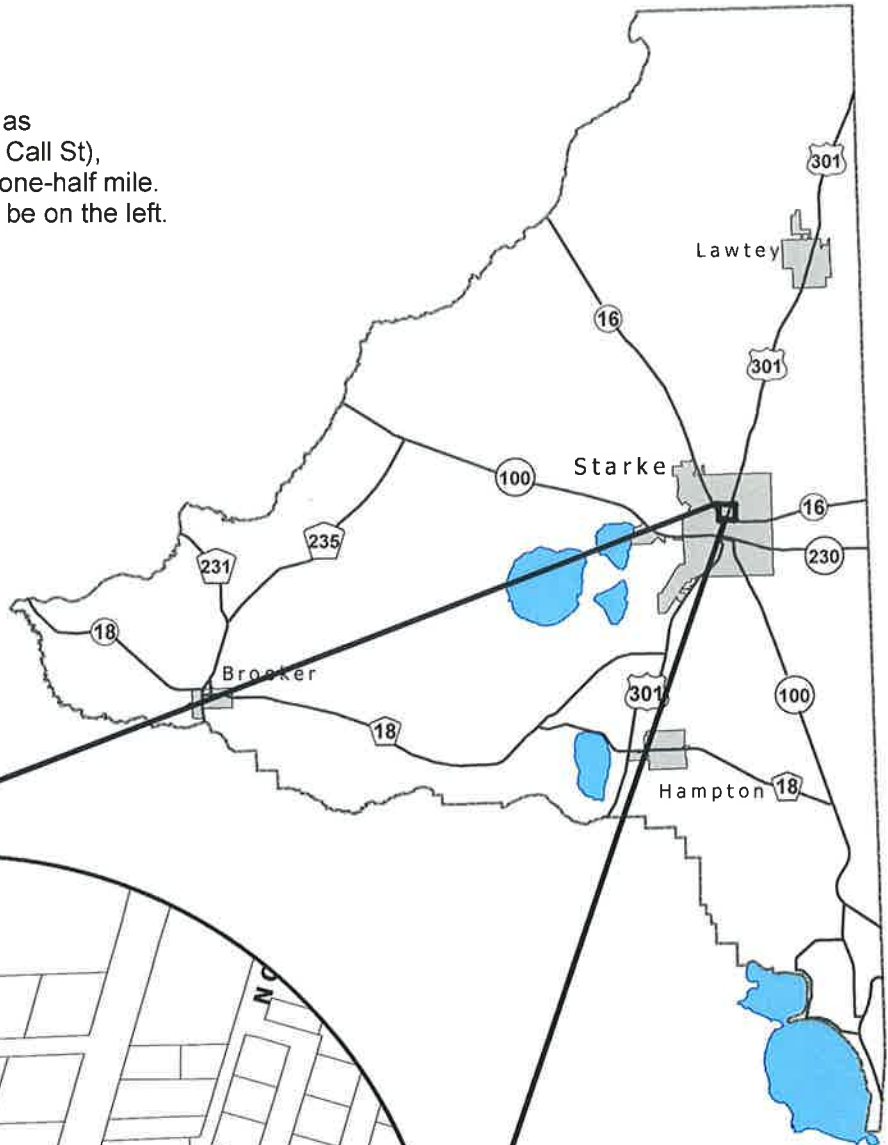 as
Call St),
one-half mile.
be on the left.
301
Lawtey
16
301
Starke
100
16
235
230
231
18
Brooker
301
100
18
Hampton
18
NO